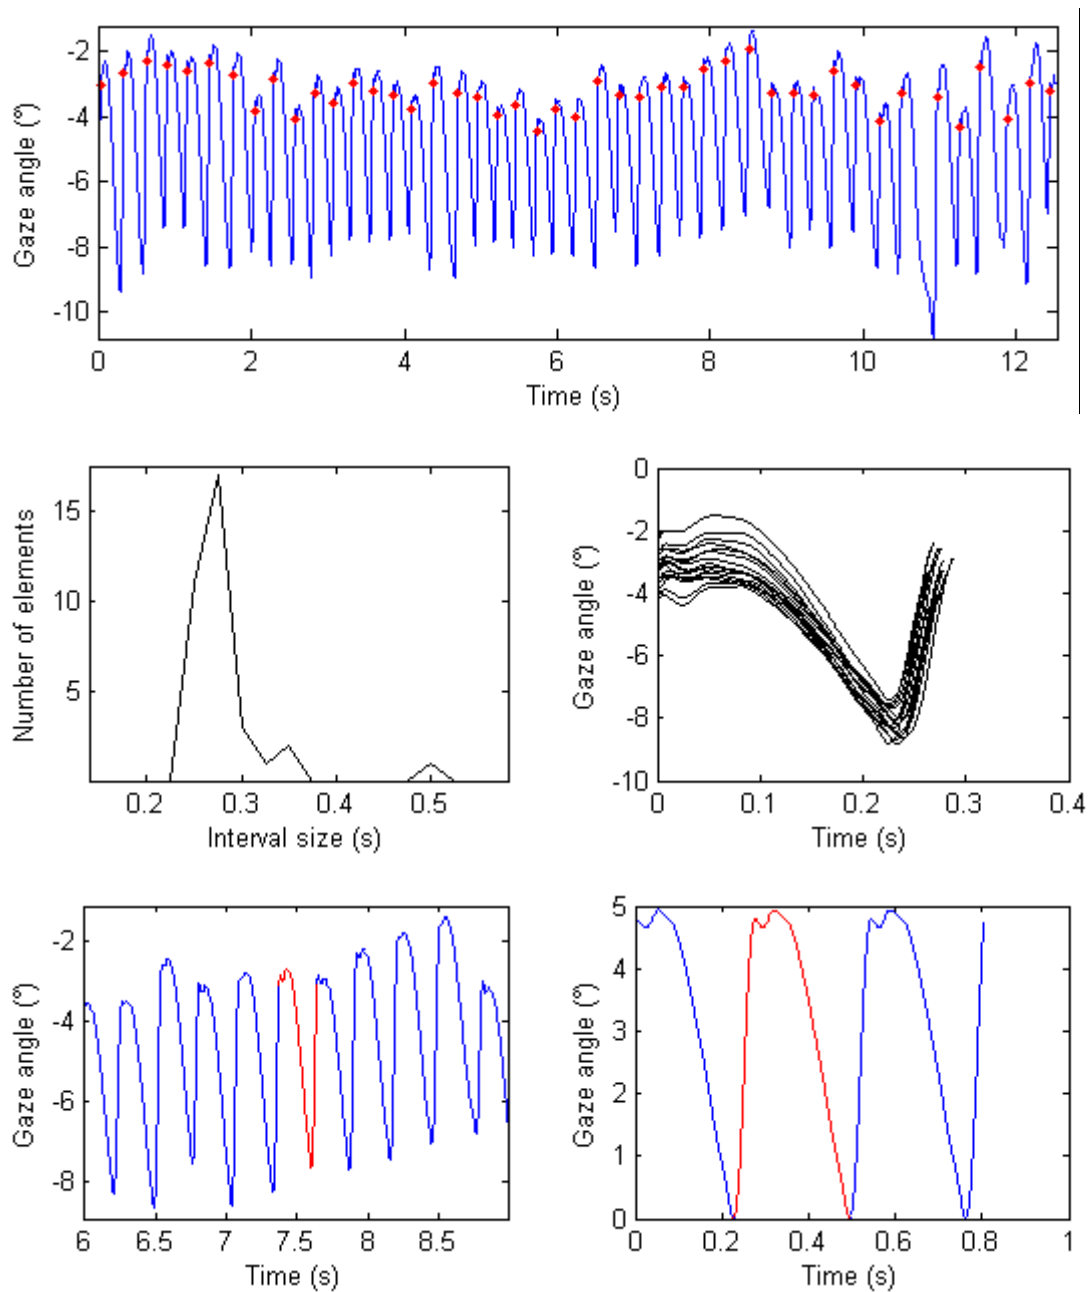 -2
-4
-6
-8
-10
Gaze angle (º)
0 2 4 6 8 10 12
Time (s)
15
10
5
Number of elements
0.2 0.3 0.4 0.5
Interval size (s)
0
-2
-4
-6
-8
-10
Gaze angle (º)
0 0.1 0.2 0.3 0.4
Time (s)
-2
-4
-6
-8
Gaze angle (º)
6 6.5 7 7.5 8 8.5
Time (s)
5
4
3
2
1
0
Gaze angle (º)
0 0.2 0.4 0.6 0.8 1
Time (s)